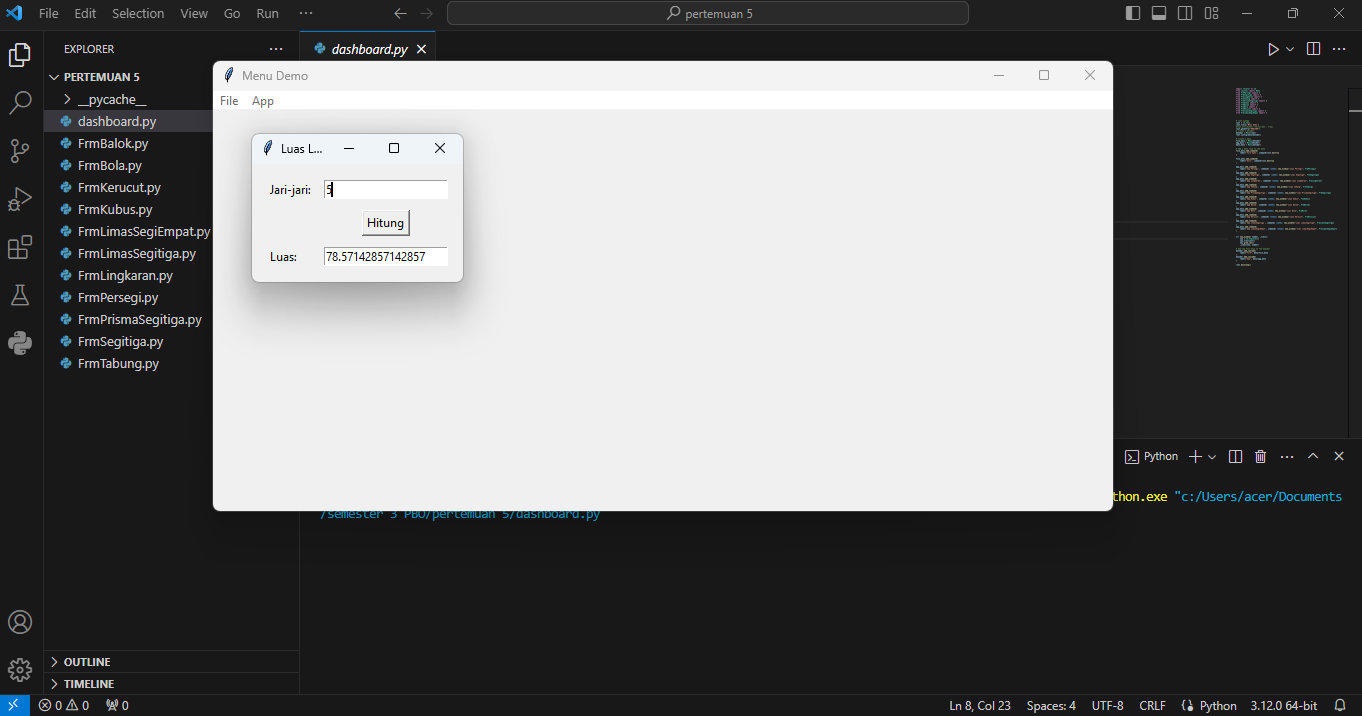 File Edit Selection View Go Run ··· pertemuan 5
EXPLORER ···
dashboard.py
PERTEMUAN 5
__pycache__
dashboard.py
FrmBalok.py
FrmBola.py
FrmKerucut.py
FrmKubus.py
FrmLimasSegiEmpat.py
FrmLimasSegitiga.py
FrmLingkaran.py
FrmPersegi.py
FrmPrismaSegitiga.py
FrmSegitiga.py
FrmTabung.py
Menu Demo
File App
Luas L...
Jari-jari: 5
Hitung
Luas: 78.57142857142857
Python
thon.exe "c:/Users/acer/Documents
/semester 3 PBO/pertemuan 5/dashboard.py
OUTLINE
TIMELINE
0 0 0 Ln 8, Col 23 Spaces: 4 UTF-8 CRLF Python 3.12.0 64-bit